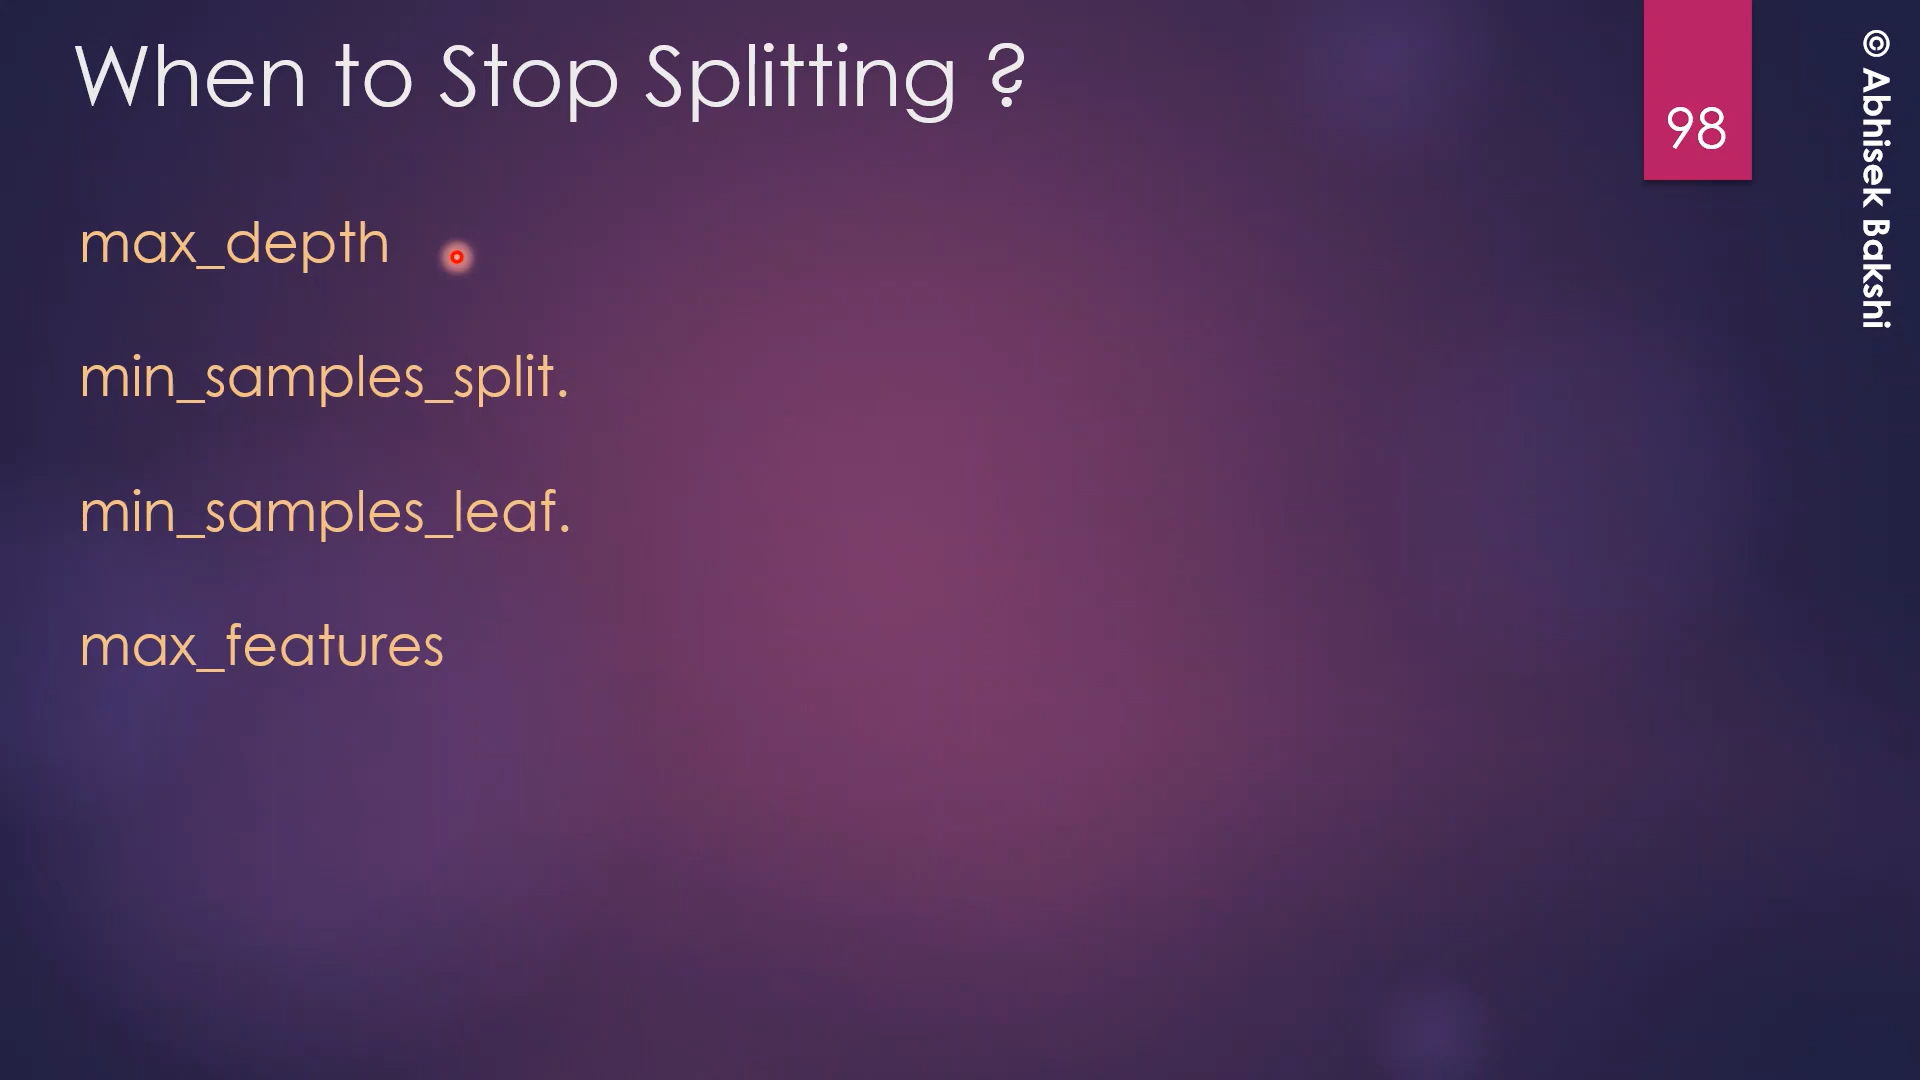 When to Stop Splitting ?
98
© Abhisek Bakshi
max_depth
min_samples_split.
min_samples_leaf.
max_features